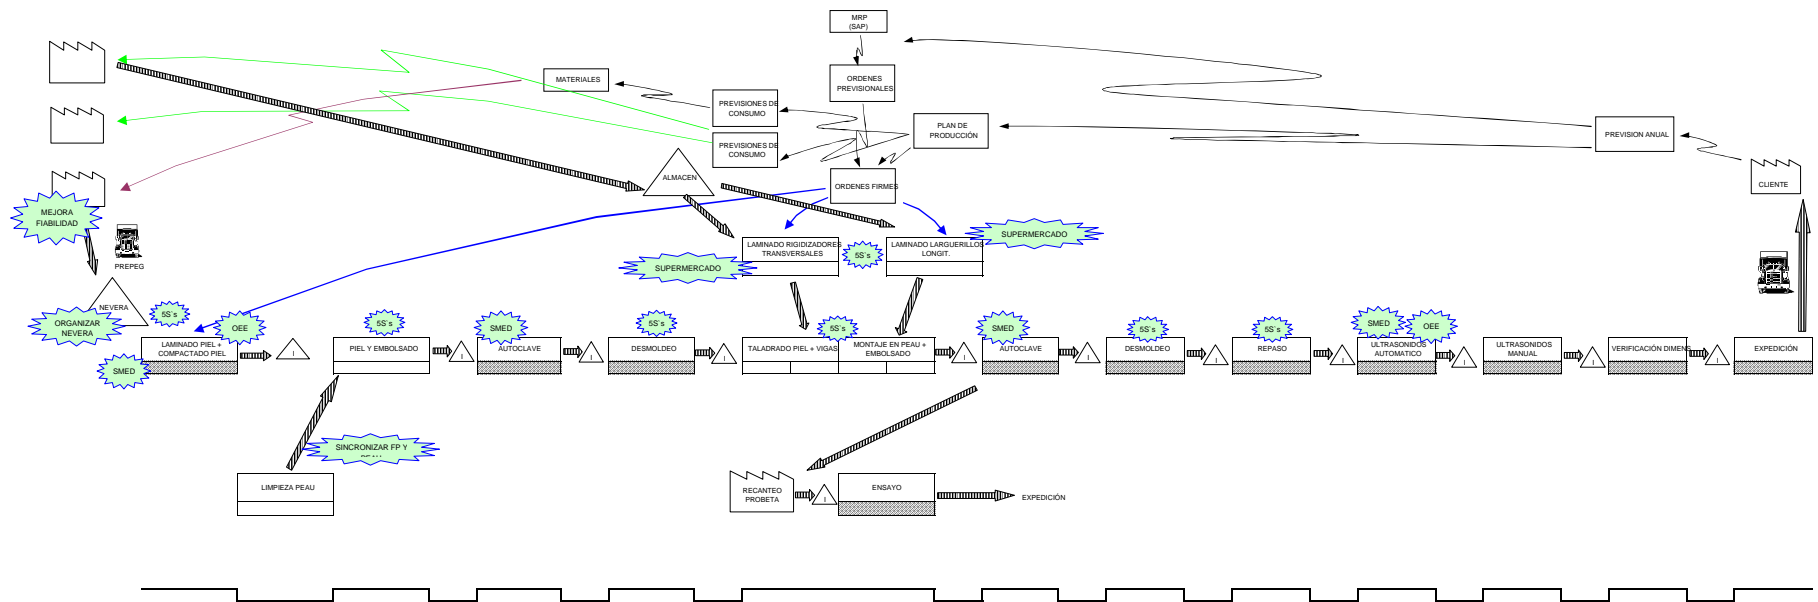 MRP
(SAP)
MATERIALES
ORDENES
PREVISIONALES
PREVISIONES DE
CONSUMO
PLAN DE
PRODUCCIÓN
PREVISION ANUAL
PREVISIONES DE
CONSUMO
ALMACEN
ORDENES FIRMES
CLIENTE
MEJORA
FIABILIDAD
PREPEG
SUPERMERCADO
LAMINADO RIGIDIZADORES
TRANSVERSALES
5S`s
LAMINADO LARGUERILLOS
LONGIT.
SUPERMERCADO
NEVERA
ORGANIZAR
NEVERA
5S`s
OEE
5S`s
SMED
5S`s
5S`s
SMED
5S`s
5S`s
SMED
OEE
LAMINADO PIEL +
COMPACTADO PIEL
I
PIEL Y EMBOLSADO
I
AUTOCLAVE
I
DESMOLDEO
I
TALADRADO PIEL + VIGAS
MONTAJE EN PEAU +
EMBOLSADO
I
AUTOCLAVE
I
DESMOLDEO
I
REPASO
I
ULTRASONIDOS
AUTOMATICO
I
ULTRASONIDOS
MANUAL
I
VERIFICACIÓN DIMENS
I
EXPEDICIÓN
SMED
SINCRONIZAR FP Y
LIMPIEZA PEAU
RECANTEO
PROBETA
I
ENSAYO
EXPEDICIÓN